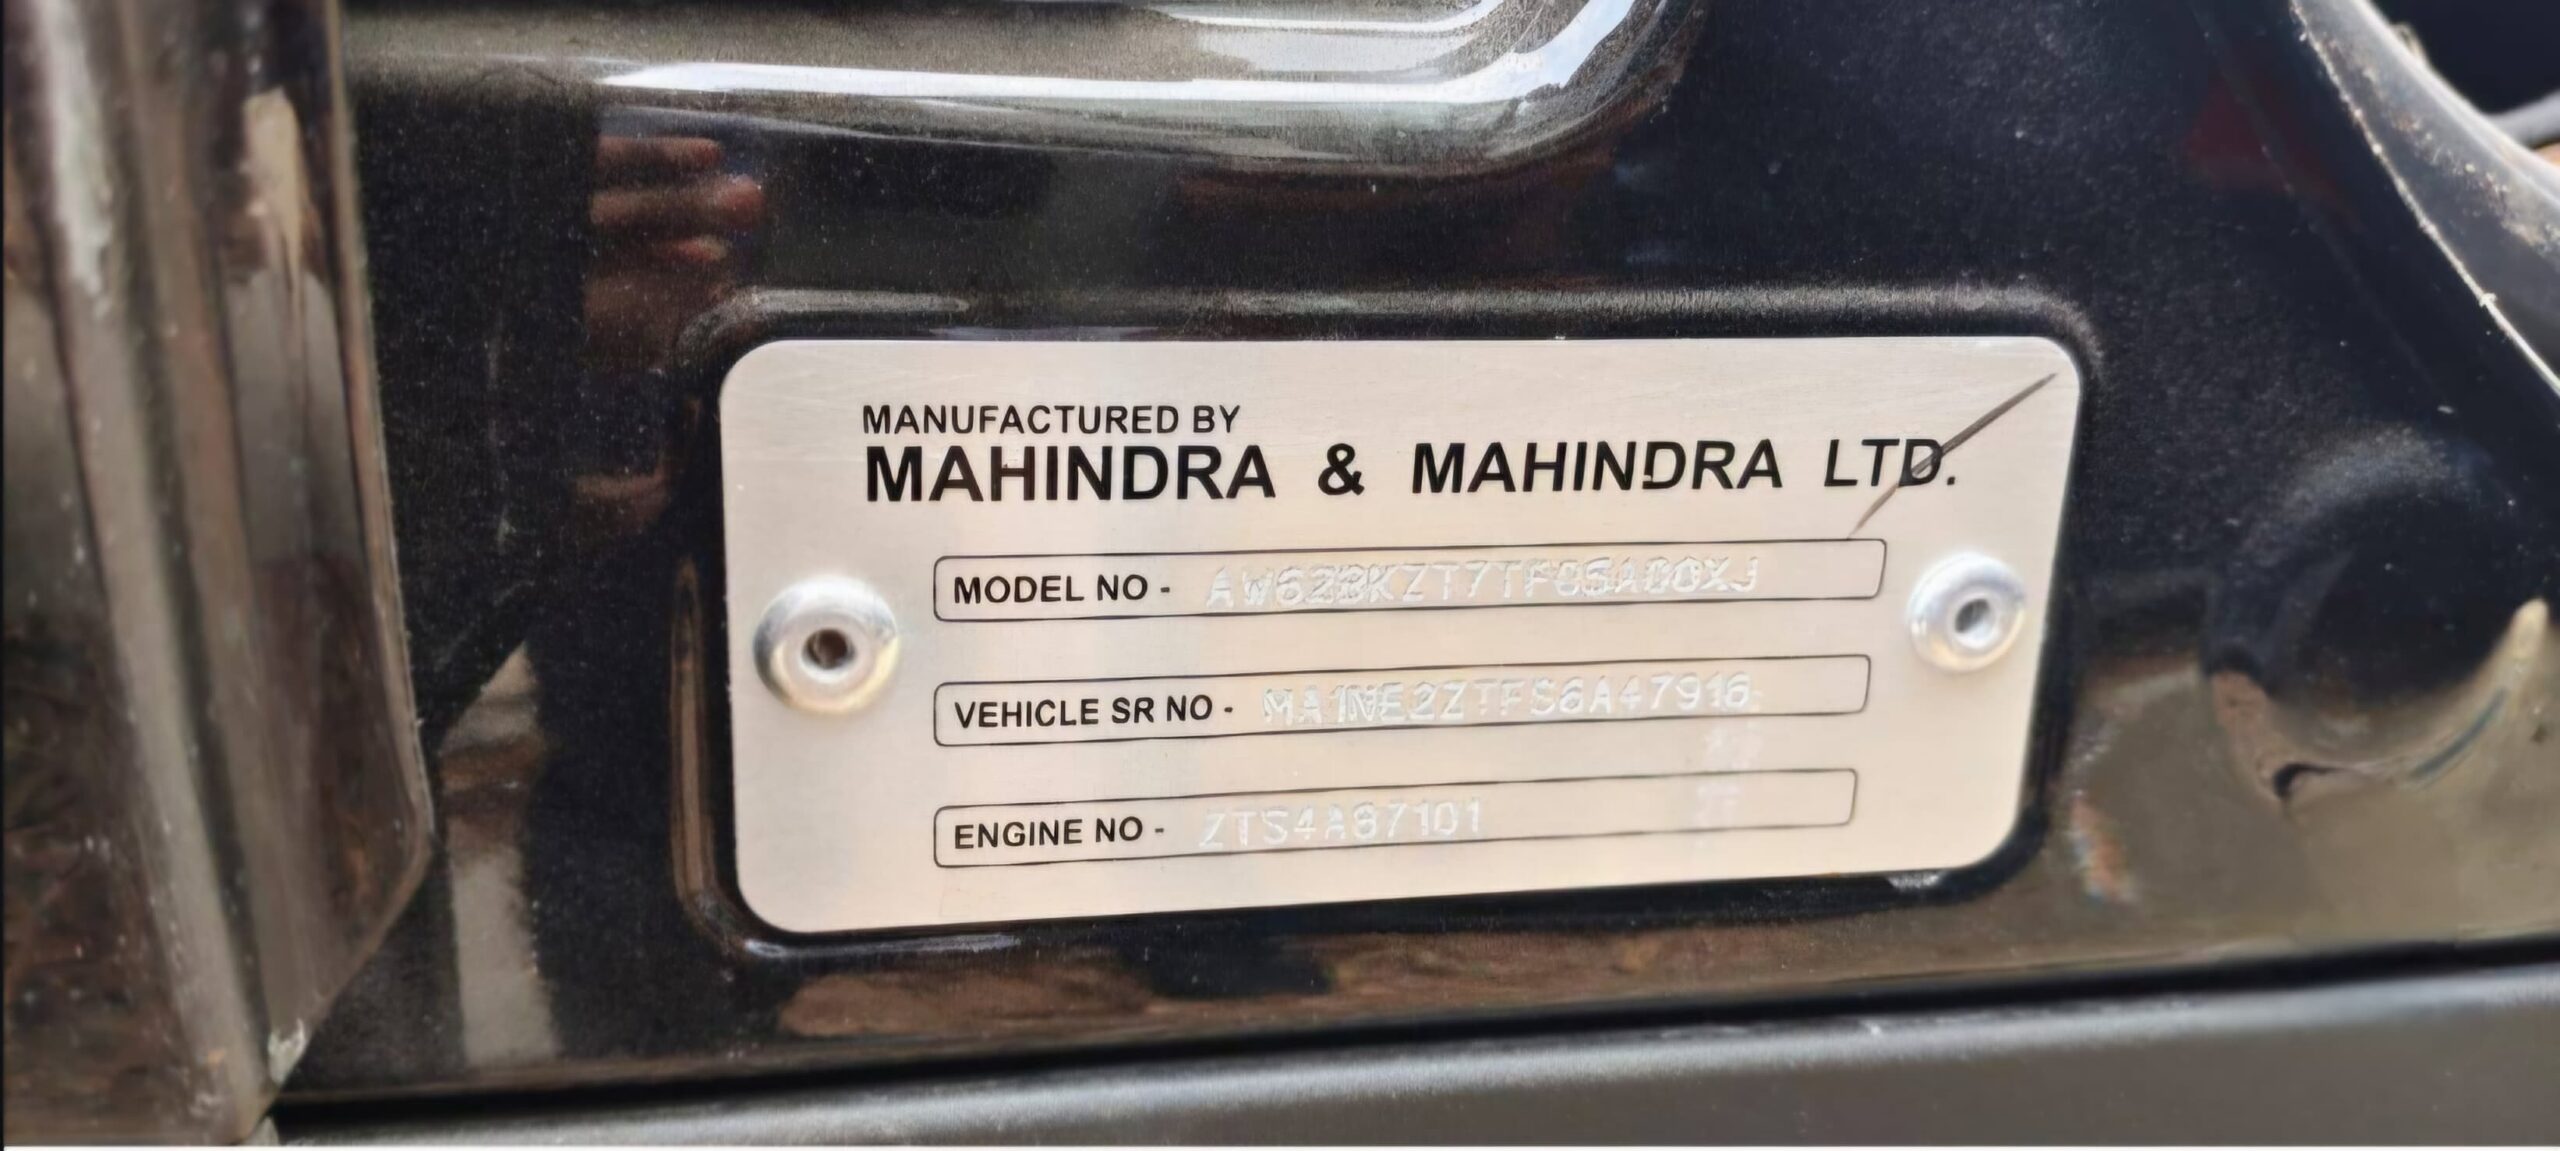 MANUFACTURED BY
MAHINDRA & MAHINDRA LTD.
MODEL NO -
VEHICLE SR NO - MA1NE2ZTFS6A47916
ENGINE NO - ZTS4A87101